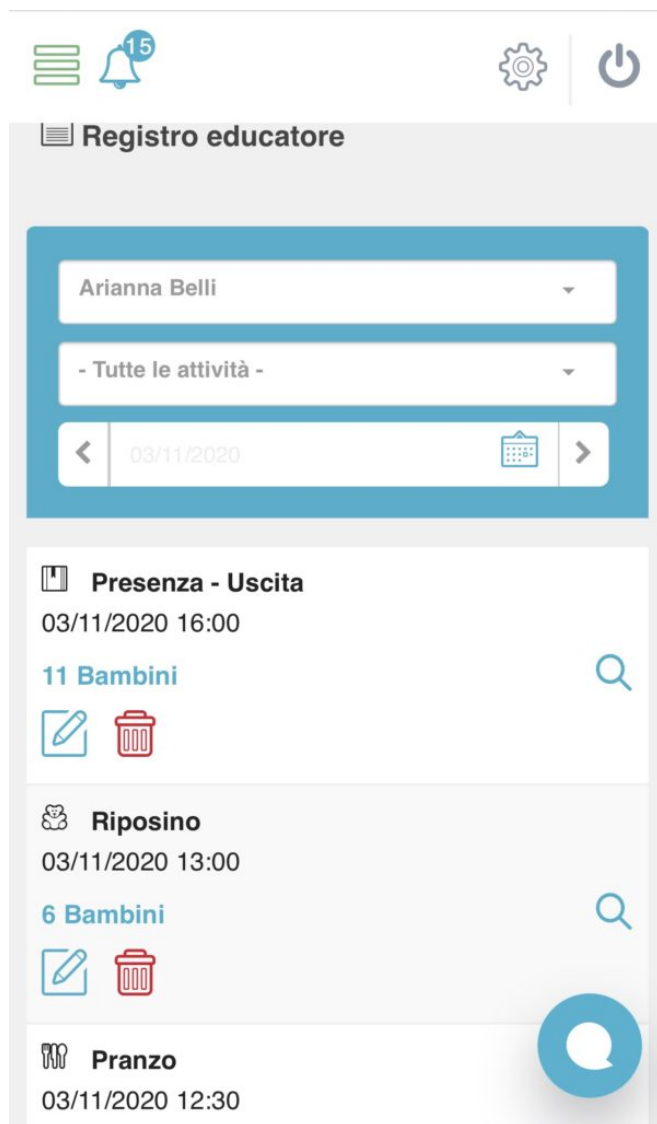 15
Registro educatore
Arianna Belli
- Tutte le attività -
03/11/2020
Presenza - Uscita
03/11/2020 16:00
11 Bambini
Riposino
03/11/2020 13:00
6 Bambini
Pranzo
03/11/2020 12:30